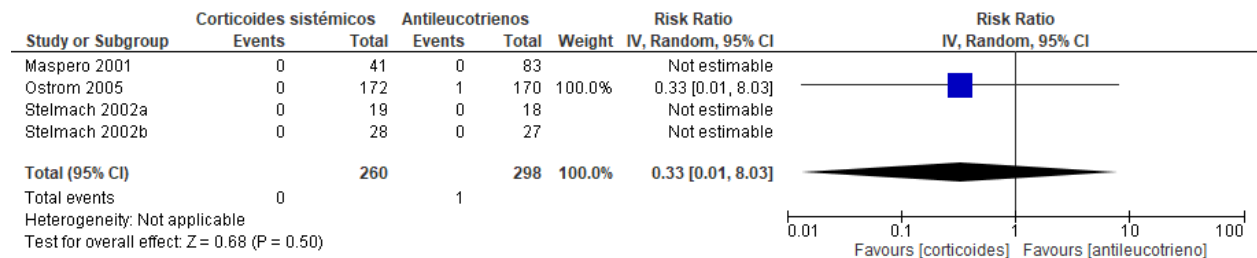 Corticoides sistémicos Antileucotrienos Risk Ratio Risk Ratio
Study or Subgroup Events Total Events Total Weight IV, Random, 95% CI IV, Random, 95% CI
Maspero 2001 0 41 0 83 Not estimable
Ostrom 2005 0 172 1 170 100.0% 0.33 [0.01, 8.03]
Stelmach 2002a 0 19 0 18 Not estimable
Stelmach 2002b 0 28 0 27 Not estimable
Total (95% CI) 260 298 100.0% 0.33 [0.01, 8.03]
Total events 0 1
Heterogeneity: Not applicable
Test for overall effect: Z = 0.68 (P = 0.50)
0.01 0.1 1 10 100
Favours [corticoides] Favours [antileucotrieno]